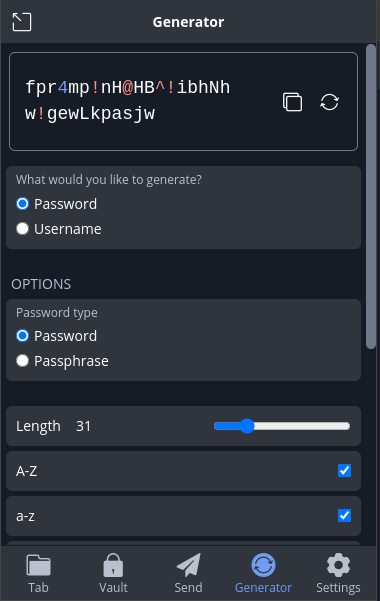 Generator
fpr4mp!nH@HB^!ibhNh
w!gewLkpasjw
What would you like to generate?
Password
Username
OPTIONS
Password type
Password
Passphrase
Length 31
A-Z
a-z
Tab Vault Send Generator Settings